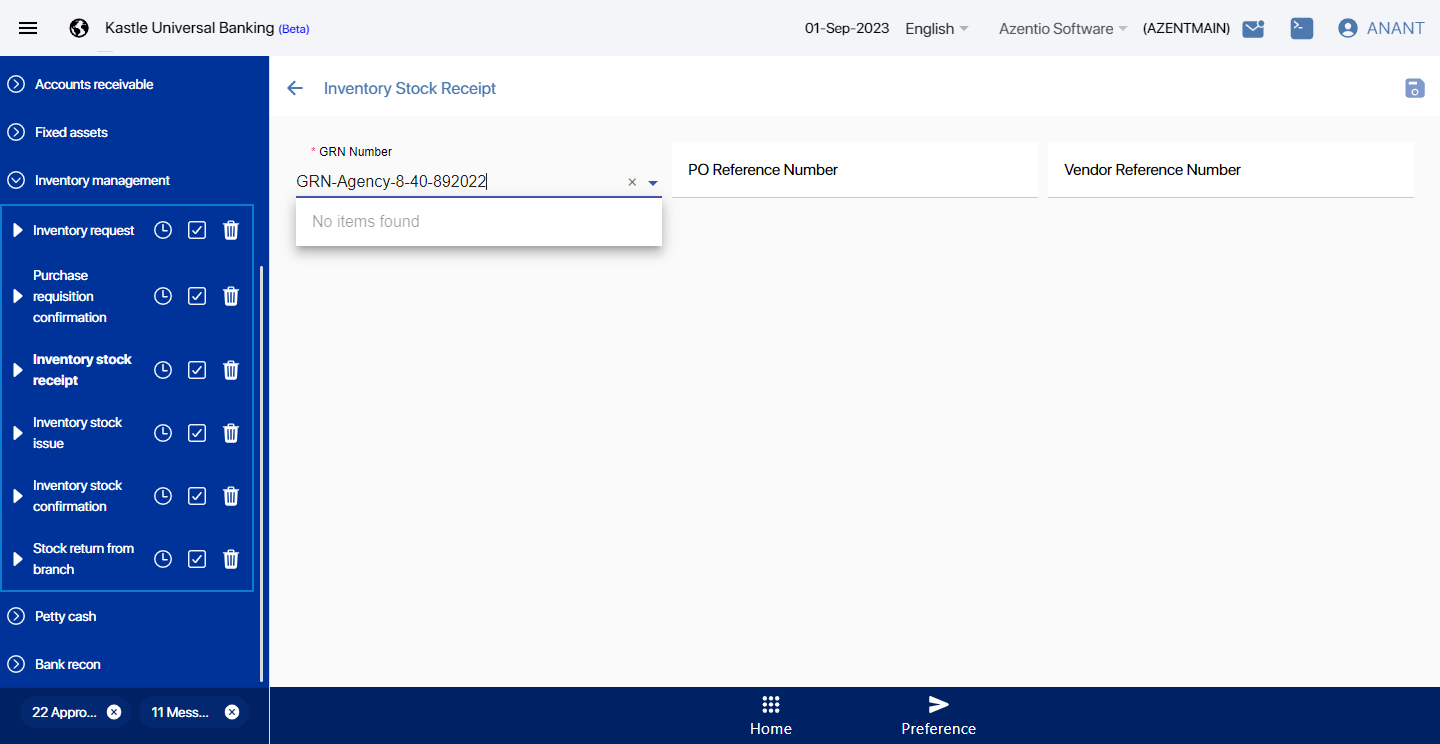 Kastle Universal Banking (Beta)
01-Sep-2023
English
Azentio Software
(AZENTMAIN)
ANANT
Accounts receivable
Fixed assets
Inventory management
Inventory request
Purchase
requisition
confirmation
Inventory stock
receipt
Inventory stock
issue
Inventory stock
confirmation
Stock return from
branch
Petty cash
Bank recon
22 Appro...
11 Mess...
Inventory Stock Receipt
* GRN Number
GRN-Agency-8-40-892022
No items found
PO Reference Number
Vendor Reference Number
Home
Preference